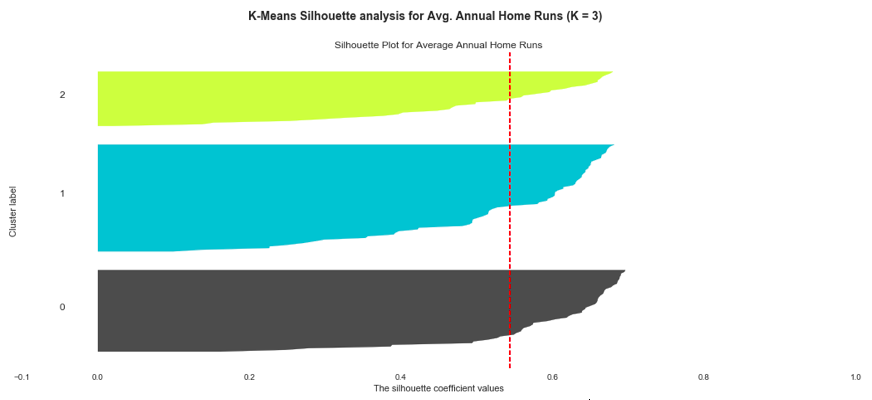 K-Means Silhouette analysis for Avg. Annual Home Runs (K = 3)
Silhouette Plot for Average Annual Home Runs
2
1
0
Cluster label
−0.1 0.0 0.2 0.4 0.6 0.8 1.0
The silhouette coefficient values